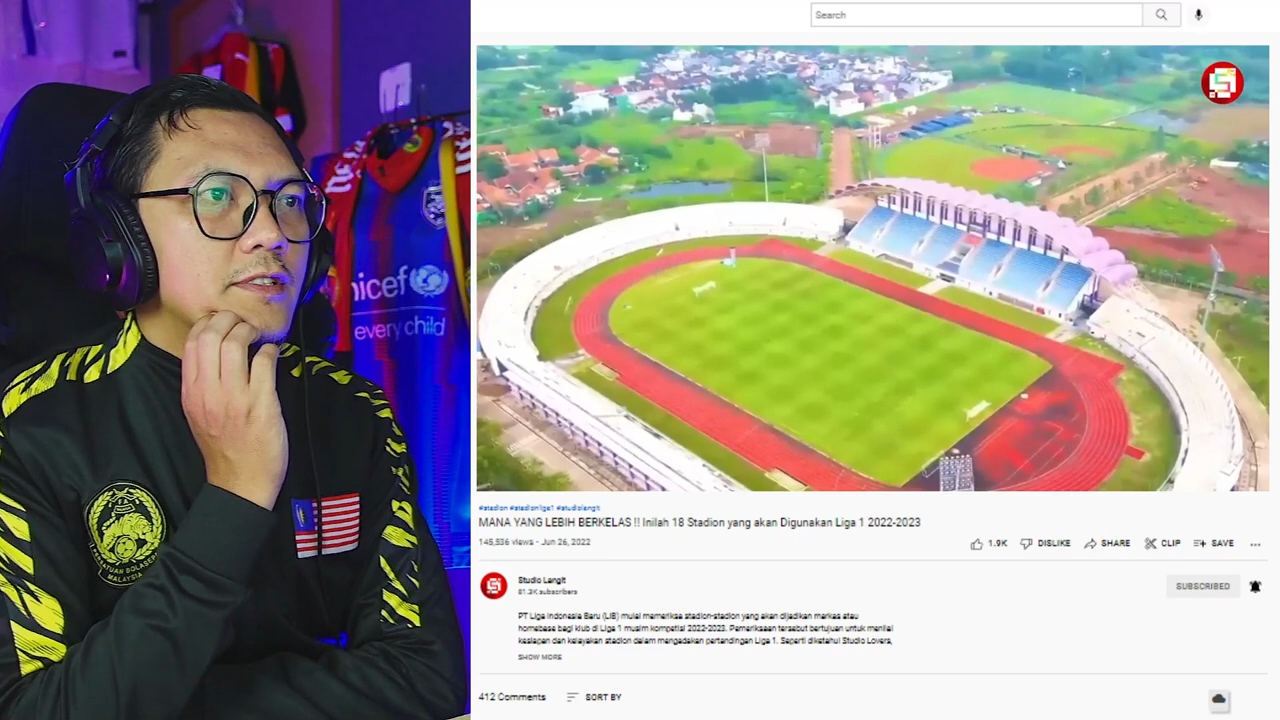 Search
unicef
every child
PERSATUAN BOLASEPAK
MALAYSIA
#stadion #stadionliga1 #studiolangit
MANA YANG LEBIH BERKELAS !! Inilah 18 Stadion yang akan Digunakan Liga 1 2022-2023
145,536 views • Jun 26, 2022
1.9K DISLIKE SHARE CLIP SAVE ...
Studio Langit
81.3K subscribers
SUBSCRIBED
PT Liga Indonesia Baru (LIB) mulai memeriksa stadion-stadion yang akan dijadikan markas atau
homebase bagi klub di Liga 1 musim kompetisi 2022-2023. Pemeriksaan tersebut bertujuan untuk menilai
kesiapan dan kelayakan stadion dalam mengadakan pertandingan Liga 1. Seperti diketahui Studio Lovers,
SHOW MORE
412 Comments SORT BY